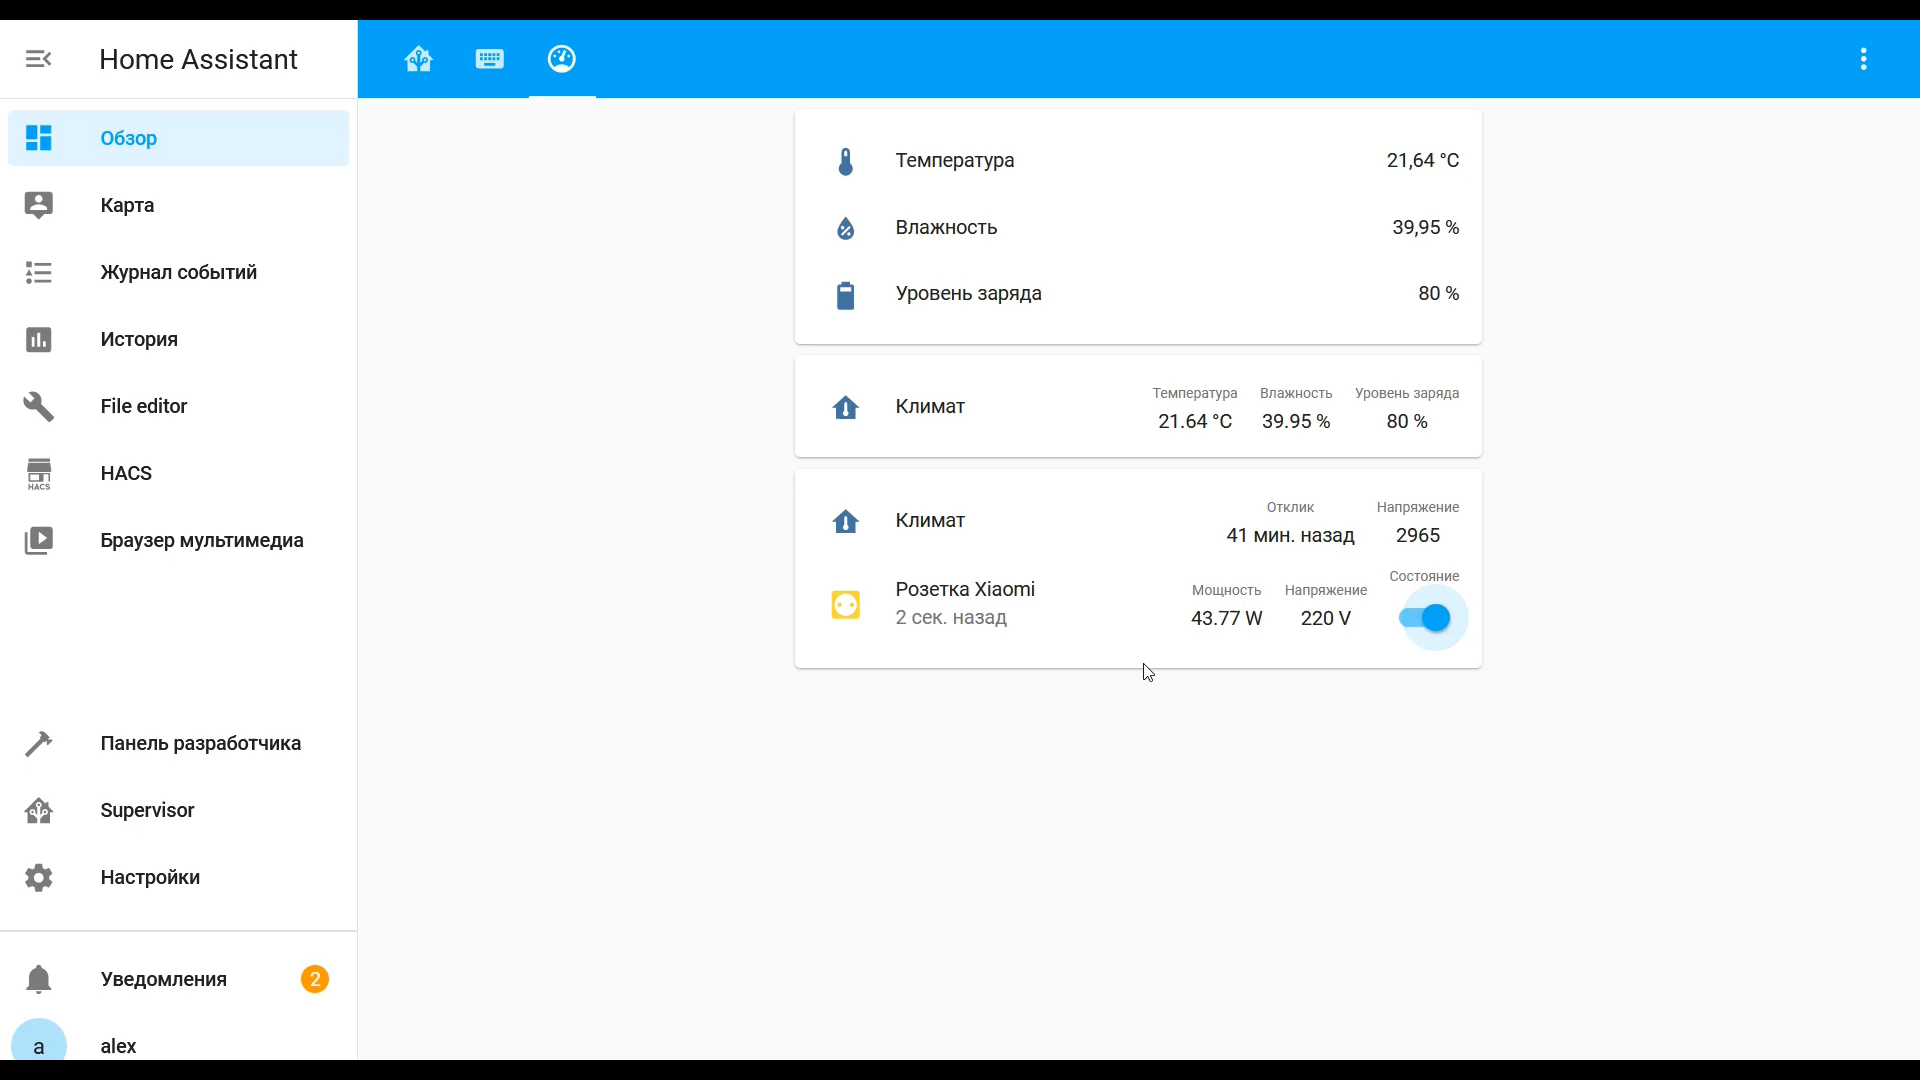 Home Assistant
Обзор
Карта
Журнал событий
История
File editor
HACS
HACS
Браузер мультимедиа
Панель разработчика
Supervisor
Настройки
Уведомления 2
a alex
Температура 21,64 °C
Влажность 39,95 %
Уровень заряда 80 %
Температура Влажность Уровень заряда
Климат 21.64 °C 39.95 % 80 %
Отклик Напряжение
Климат 41 мин. назад 2965
Розетка Xiaomi Мощность Напряжение Состояние
2 сек. назад 43.77 W 220 V